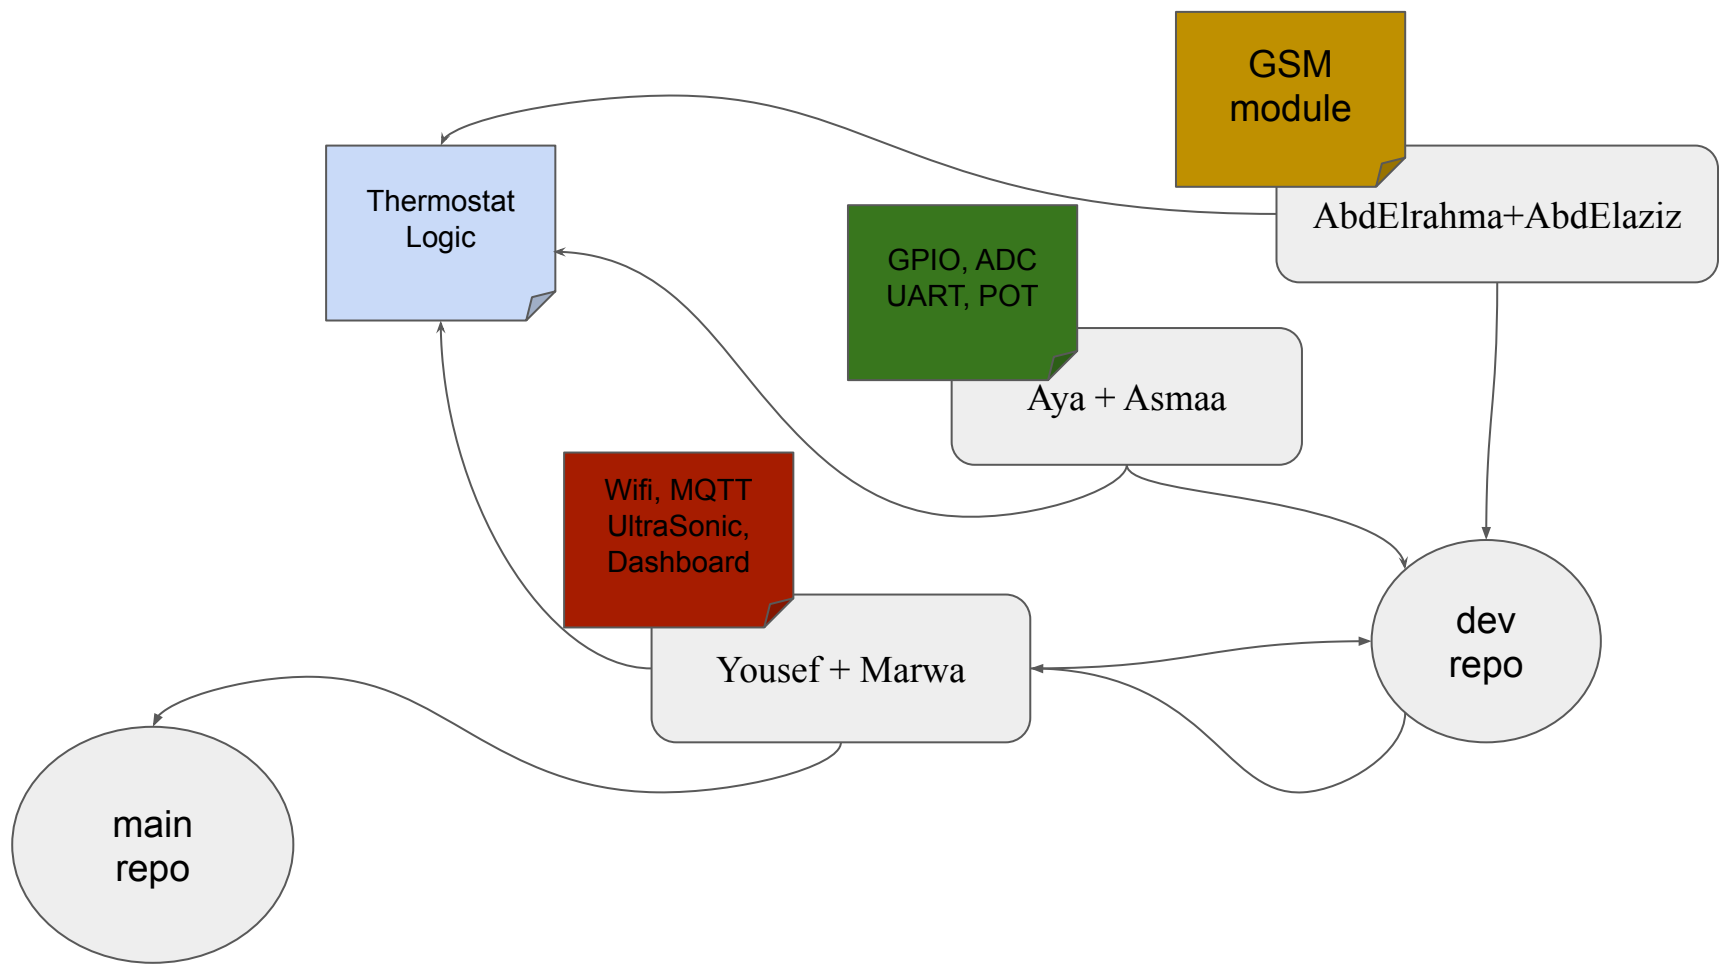 GSM
module
AbdElrahma+AbdElaziz
Thermostat
Logic
GPIO, ADC
UART, POT
Aya + Asmaa
Wifi, MQTT
UltraSonic,
Dashboard
Yousef + Marwa
dev
repo
main
repo